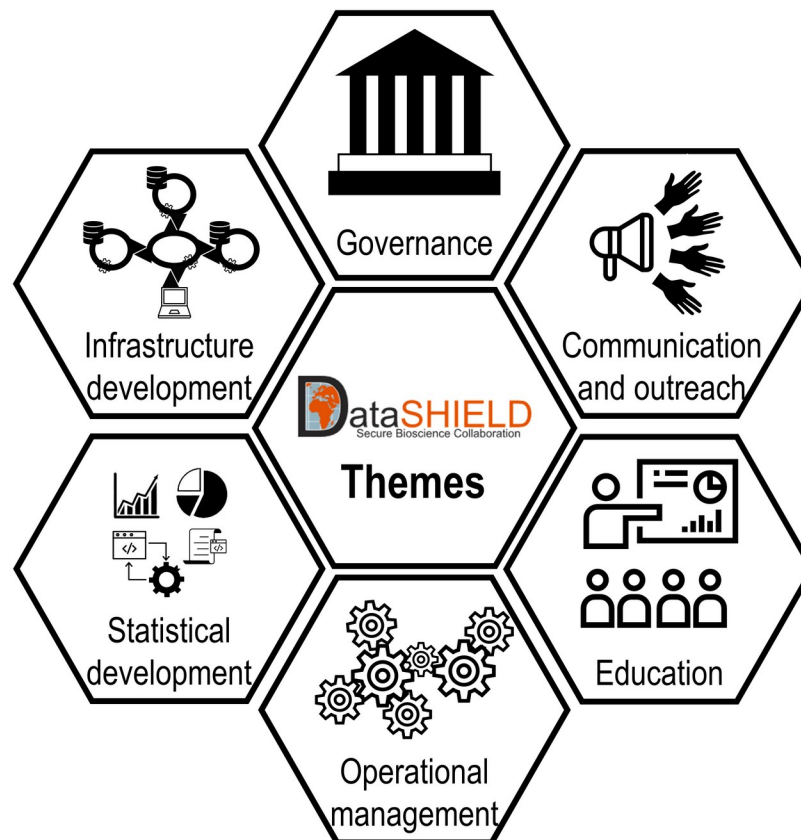 Governance
Infrastructure
development
Communication
and outreach
DataSHIELD
Secure Bioscience Collaboration
Themes
Statistical
development
Education
Operational
management